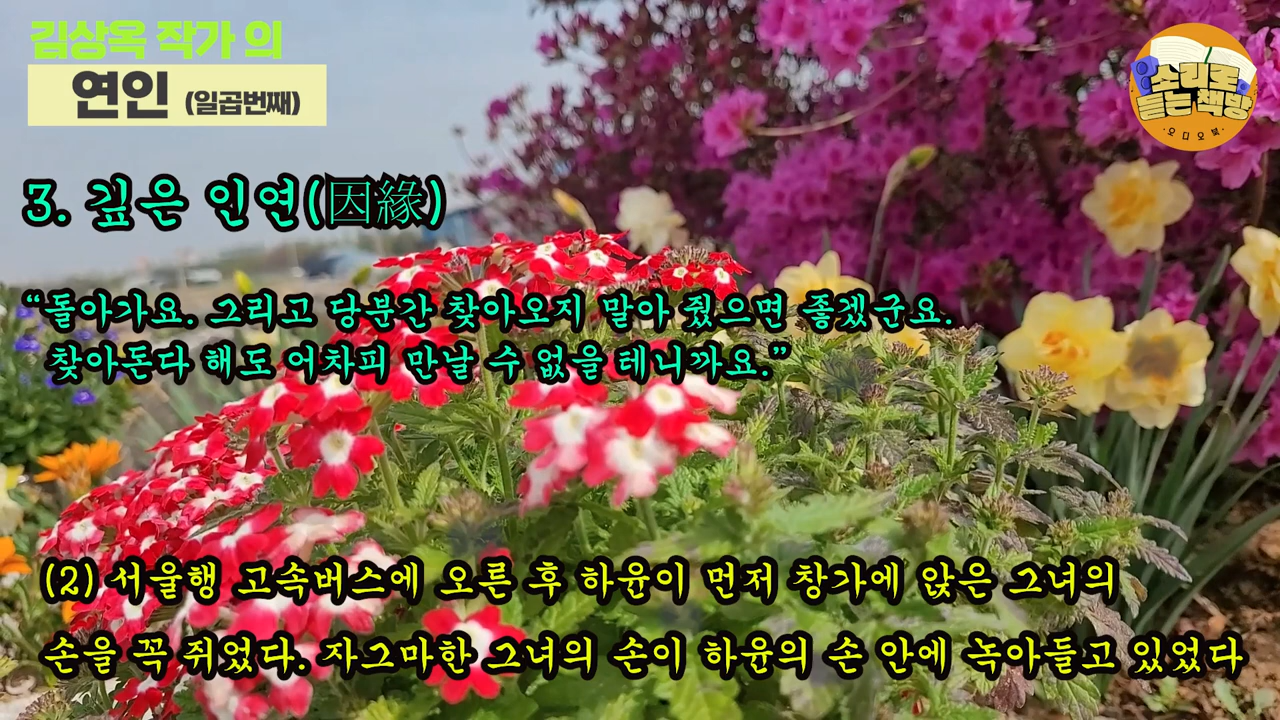 김상옥 작가 의
연인 (일곱번째)
소리로
듣는 책방
·오디오북·
3. 깊은 인연(因緣)
“돌아가요. 그리고 당분간 찾아오지 말아 줬으면 좋겠군요.
찾아돈다 해도 어차피 만날 수 없을 테니까요.”
(2) 서울행 고속버스에 오른 후 하윤이 먼저 창가에 앉은 그녀의
손을 꼭 쥐었다. 자그마한 그녀의 손이 하윤의 손 안에 녹아들고 있었다